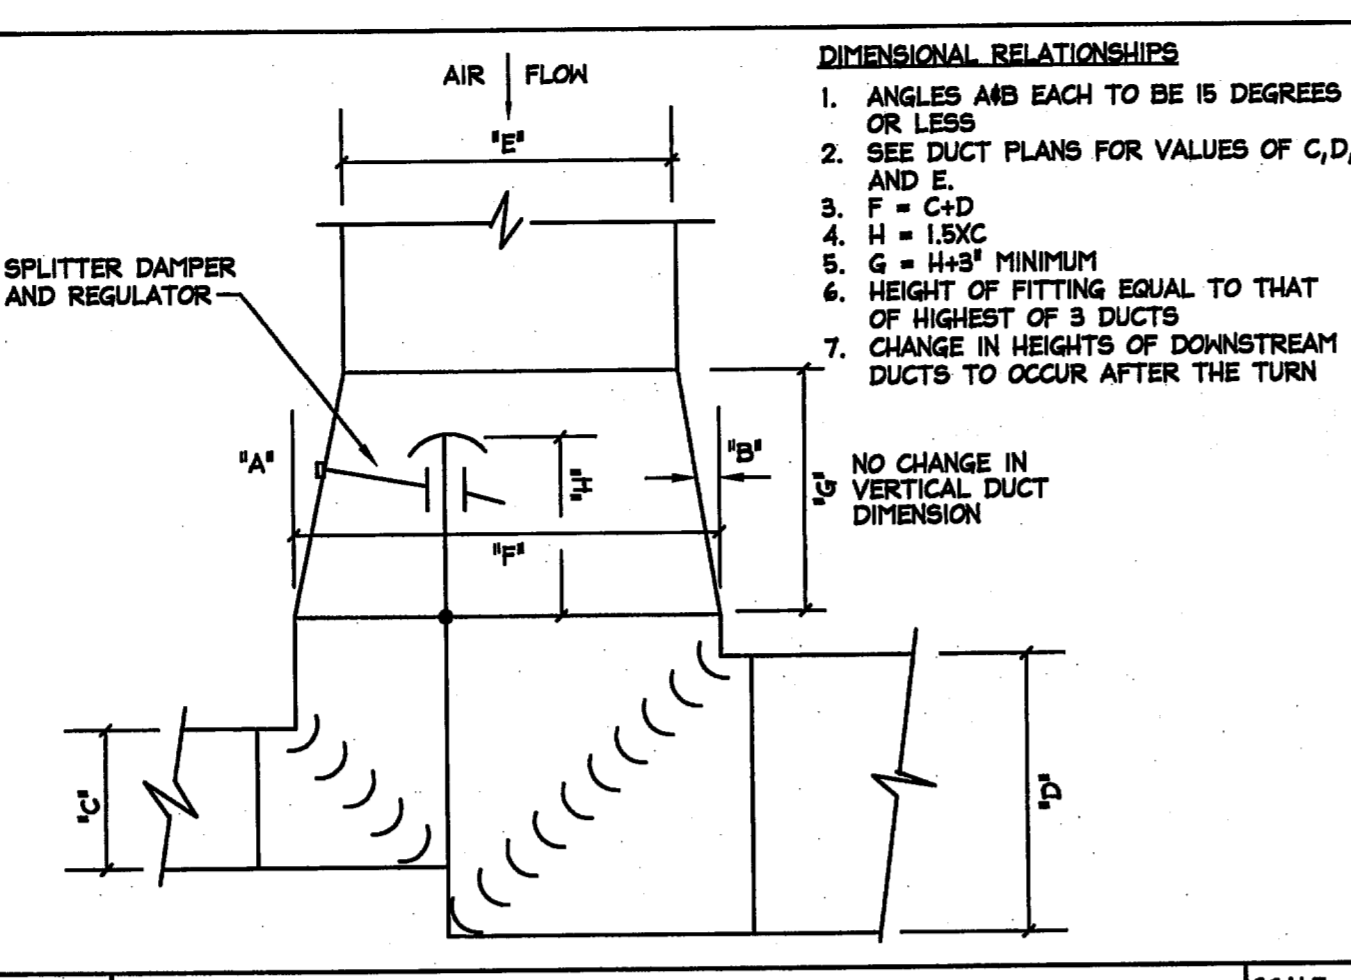 AIR FLOW
"E"
SPLITTER DAMPER
AND REGULATOR
DIMENSIONAL RELATIONSHIPS
1. ANGLES A&B EACH TO BE 15 DEGREES
OR LESS
2. SEE DUCT PLANS FOR VALUES OF C,D,
AND E.
3. F = C+D
4. H = 1.5XC
5. G = H+3" MINIMUM
6. HEIGHT OF FITTING EQUAL TO THAT
OF HIGHEST OF 3 DUCTS
7. CHANGE IN HEIGHTS OF DOWNSTREAM
DUCTS TO OCCUR AFTER THE TURN
"A"
"H"
"B"
"G"
NO CHANGE IN
VERTICAL DUCT
DIMENSION
"F"
"C"
"D"